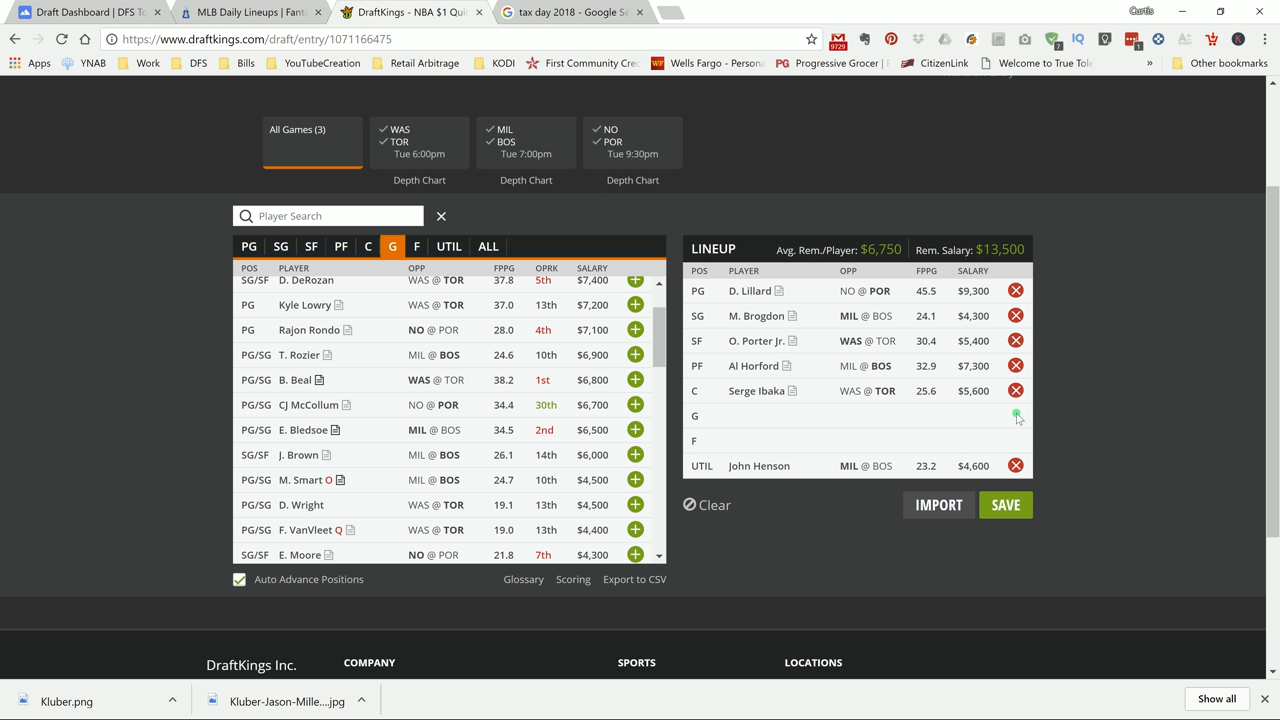 Draft Dashboard | DFS To
MLB Daily Lineups | Fant
DraftKings - NBA $1 Qui
tax day 2018 - Google Se
Curtis
https://www.draftkings.com/draft/entry/1071166475
9729
7
1
K
Apps
YNAB
Work
DFS
Bills
YouTubeCreation
Retail Arbitrage
KODI
First Community Cre
Wells Fargo - Persona
PG Progressive Grocer |
CitizenLink
Welcome to True Tol
»
Other bookmarks
All Games (3)
WAS
TOR
Tue 6:00pm
MIL
BOS
Tue 7:00pm
NO
POR
Tue 9:30pm
Depth Chart
Depth Chart
Depth Chart
Player Search
PG SG SF PF C G F UTIL ALL
POS PLAYER OPP FPPG OPRK SALARY
SG/SF D. DeRozan WAS @ TOR 37.8 5th $7,400
PG Kyle Lowry WAS @ TOR 37.0 13th $7,200
PG Rajon Rondo NO @ POR 28.0 4th $7,100
PG/SG T. Rozier MIL @ BOS 24.6 10th $6,900
PG/SG B. Beal WAS @ TOR 38.2 1st $6,800
PG/SG CJ McCollum NO @ POR 34.4 30th $6,700
PG/SG E. Bledsoe MIL @ BOS 34.5 2nd $6,500
SG/SF J. Brown MIL @ BOS 26.1 14th $6,000
PG/SG M. Smart O MIL @ BOS 24.7 10th $4,500
PG/SG D. Wright WAS @ TOR 19.1 13th $4,500
PG/SG F. VanVleet Q WAS @ TOR 19.0 13th $4,400
SG/SF E. Moore NO @ POR 21.8 7th $4,300
Auto Advance Positions
Glossary
Scoring
Export to CSV
LINEUP Avg. Rem./Player: $6,750 Rem. Salary: $13,500
POS PLAYER OPP FPPG SALARY
PG D. Lillard NO @ POR 45.5 $9,300
SG M. Brogdon MIL @ BOS 24.1 $4,300
SF O. Porter Jr. WAS @ TOR 30.4 $5,400
PF Al Horford MIL @ BOS 32.9 $7,300
C Serge Ibaka WAS @ TOR 25.6 $5,600
G
F
UTIL John Henson MIL @ BOS 23.2 $4,600
Clear
IMPORT
SAVE
DraftKings Inc.
COMPANY
SPORTS
LOCATIONS
Kluber.png
Kluber-Jason-Mille....jpg
Show all